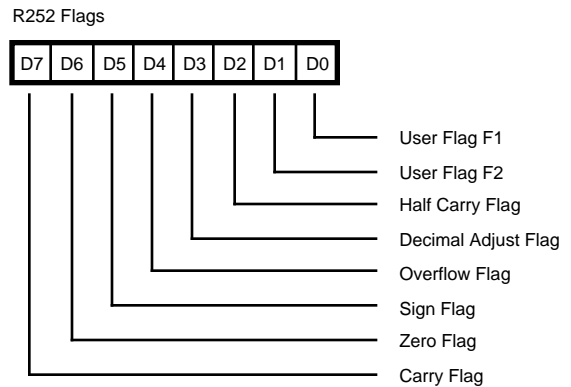 R252 Flags
D7 D6 D5 D4 D3 D2 D1 D0
User Flag F1
User Flag F2
Half Carry Flag
Decimal Adjust Flag
Overflow Flag
Sign Flag
Zero Flag
Carry Flag